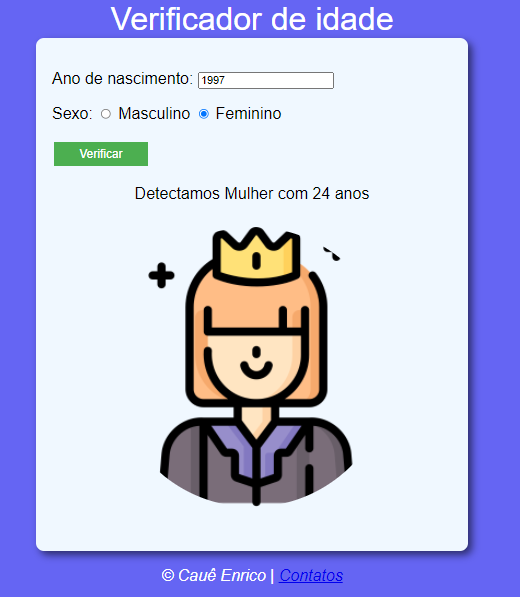 Verificador de idade
Ano de nascimento: 1997
Sexo: Masculino Feminino
Verificar
Detectamos Mulher com 24 anos
© Cauê Enrico | Contatos